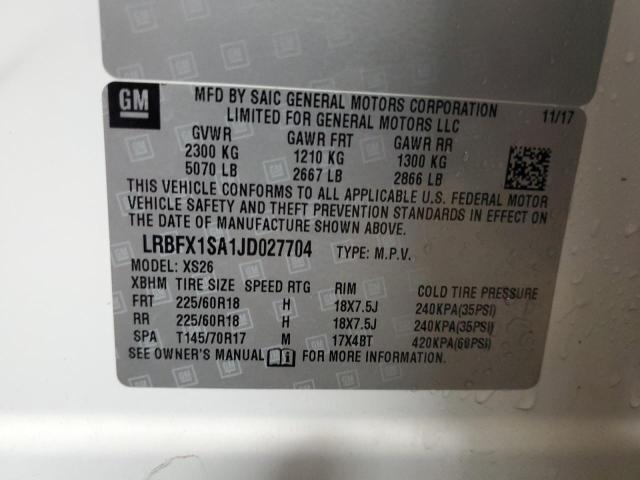 GM
MFD BY SAIC GENERAL MOTORS CORPORATION 11/17
LIMITED FOR GENERAL MOTORS LLC
GVWR GAWR FRT GAWR RR
2300 KG 1210 KG 1300 KG
5070 LB 2667 LB 2866 LB
THIS VEHICLE CONFORMS TO ALL APPLICABLE U.S. FEDERAL MOTOR
VEHICLE SAFETY AND THEFT PREVENTION STANDARDS IN EFFECT ON
THE DATE OF MANUFACTURE SHOWN ABOVE.
LRBFX1SA1JD027704 TYPE: M.P.V.
MODEL: XS26
XBHM TIRE SIZE SPEED RTG RIM COLD TIRE PRESSURE
FRT 225/60R18 H 18X7.5J 240KPA(35PSI)
RR 225/60R18 H 18X7.5J 240KPA(35PSI)
SPA T145/70R17 M 17X4BT 420KPA(60PSI)
SEE OWNER'S MANUAL FOR MORE INFORMATION.